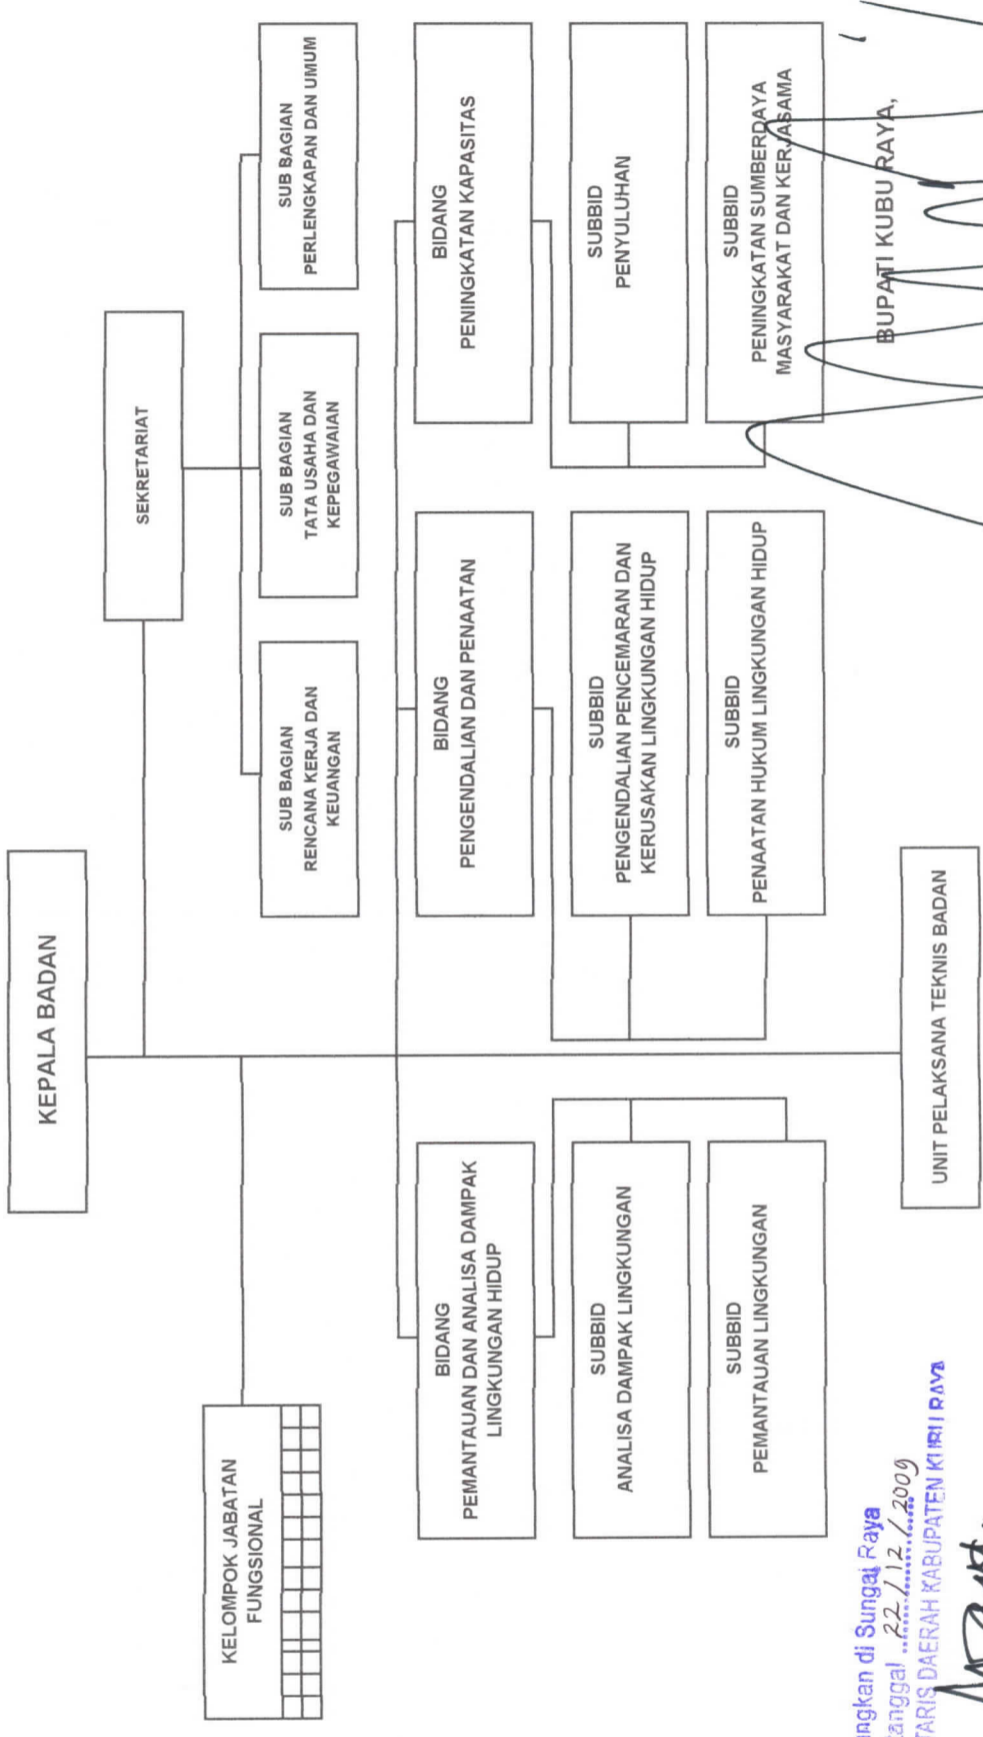 KEPALA BADAN
SEKRETARIAT
KELOMPOK JABATAN
FUNGSIONAL
SUB BAGIAN
RENCANA KERJA DAN
KEUANGAN
SUB BAGIAN
TATA USAHA DAN
KEPEGAWAIAN
SUB BAGIAN
PERLENGKAPAN DAN UMUM
BIDANG
PEMANTAUAN DAN ANALISA DAMPAK
LINGKUNGAN HIDUP
SUBBID
ANALISA DAMPAK LINGKUNGAN
SUBBID
PEMANTAUAN LINGKUNGAN
BIDANG
PENGENDALIAN DAN PENAATAN
SUBBID
PENGENDALIAN PENCEMARAN DAN
KERUSAKAN LINGKUNGAN HIDUP
SUBBID
PENAATAN HUKUM LINGKUNGAN HIDUP
BIDANG
PENINGKATAN KAPASITAS
SUBBID
PENYULUHAN
SUBBID
PENINGKATAN SUMBERDAYA
MASYARAKAT DAN KERJASAMA
UNIT PELAKSANA TEKNIS BADAN
BUPATI KUBU RAYA,
ngkan di Sungai Raya
tanggal 22/12/2009
TARIS DAERAH KABUPATEN KUBU RAYA